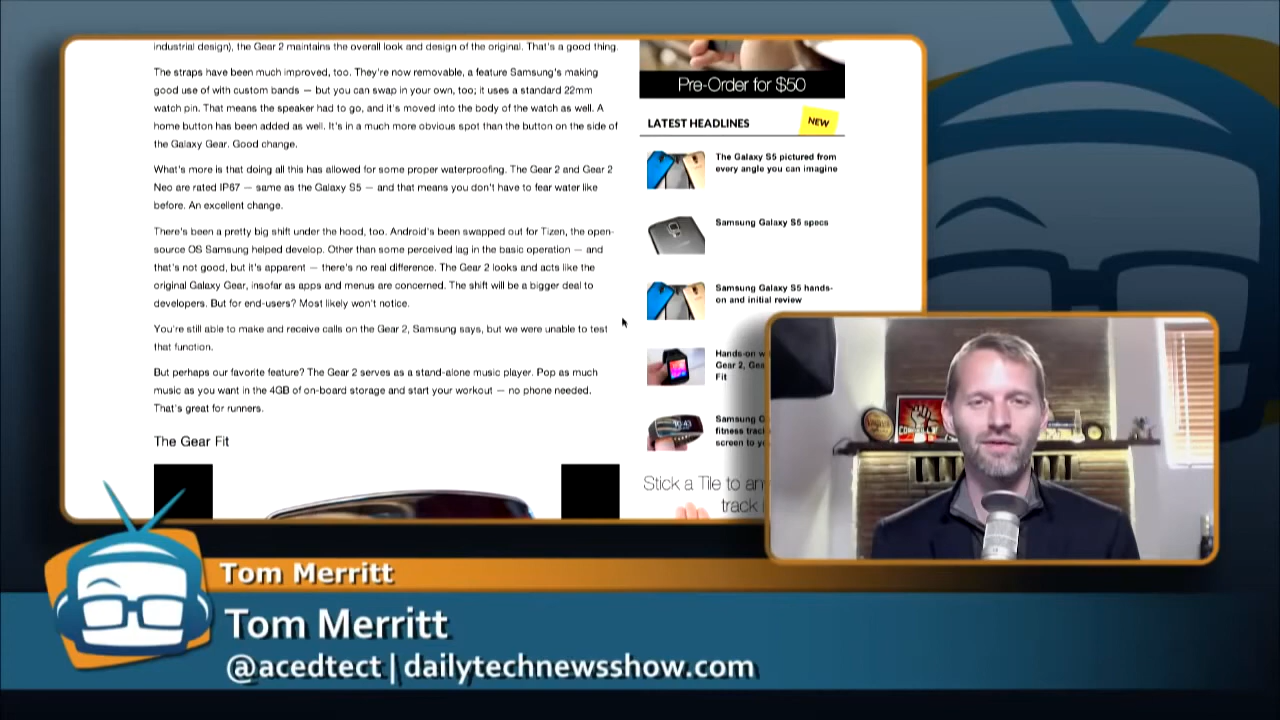 industrial design), the Gear 2 maintains the overall look and design of the original. That's a good thing.
The straps have been much improved, too. They're now removable, a feature Samsung's making
good use of with custom bands — but you can swap in your own, too; it uses a standard 22mm
watch pin. That means the speaker had to go, and it's moved into the body of the watch as well. A
home button has been added as well. It's in a much more obvious spot than the button on the side of
the Galaxy Gear. Good change.
What's more is that doing all this has allowed for some proper waterproofing. The Gear 2 and Gear 2
Neo are rated IP67 — same as the Galaxy S5 — and that means you don't have to fear water like
before. An excellent change.
There's been a pretty big shift under the hood, too. Android's been swapped out for Tizen, the open-
source OS Samsung helped develop. Other than some perceived lag in the basic operation — and
that's not good, but it's apparent — there's no real difference. The Gear 2 looks and acts like the
original Galaxy Gear, insofar as apps and menus are concerned. The shift will be a bigger deal to
developers. But for end-users? Most likely won't notice.
You're still able to make and receive calls on the Gear 2, Samsung says, but we were unable to test
that function.
But perhaps our favorite feature? The Gear 2 serves as a stand-alone music player. Pop as much
music as you want in the 4GB of on-board storage and start your workout — no phone needed.
That's great for runners.
The Gear Fit
Pre-Order for $50
LATEST HEADLINES
NEW
The Galaxy S5 pictured from
every angle you can imagine
Samsung Galaxy S5 specs
Samsung Galaxy S5 hands-
on and initial review
Hands-on w
Gear 2, Gea
Fit
Samsung G
fitness track
screen to yo
10:43
Stick a Tile to an
track
Tom Merritt
Tom Merritt
@acedtect | dailytechnewsshow.com